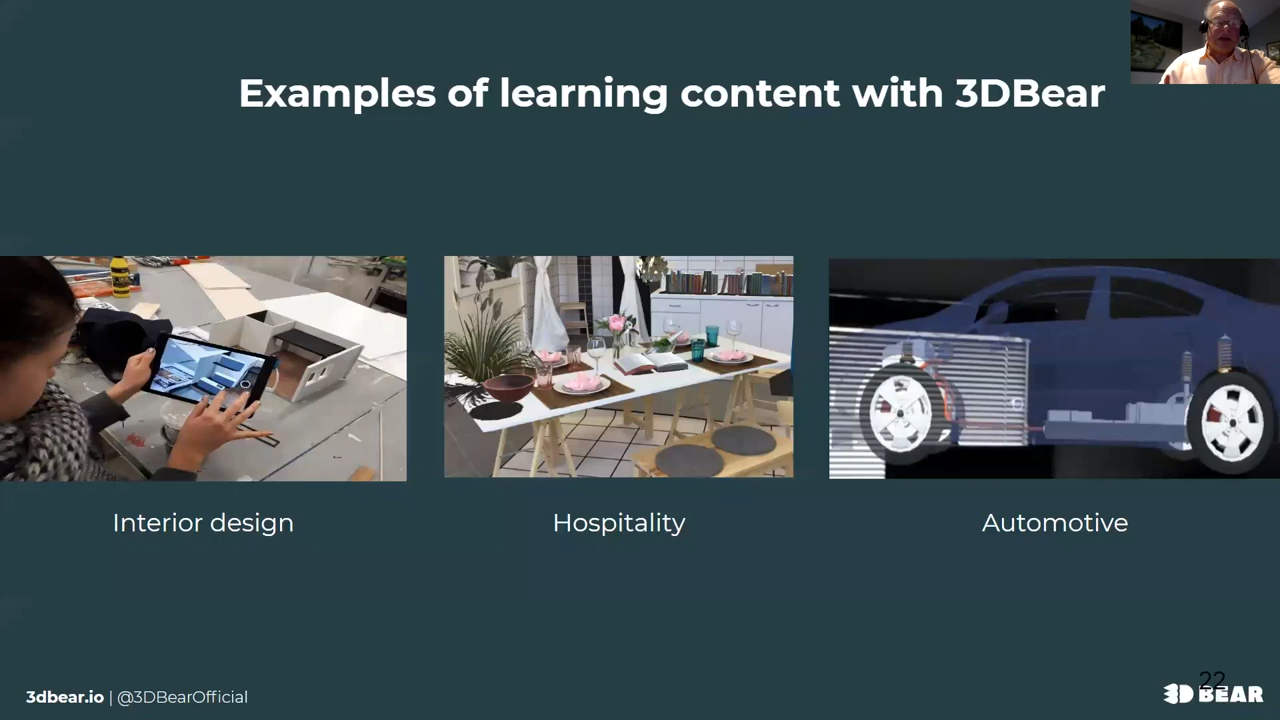 Examples of learning content with 3DBear
Interior design
Hospitality
Automotive
3dbear.io | @3DBearOfficial
22
3D BEAR